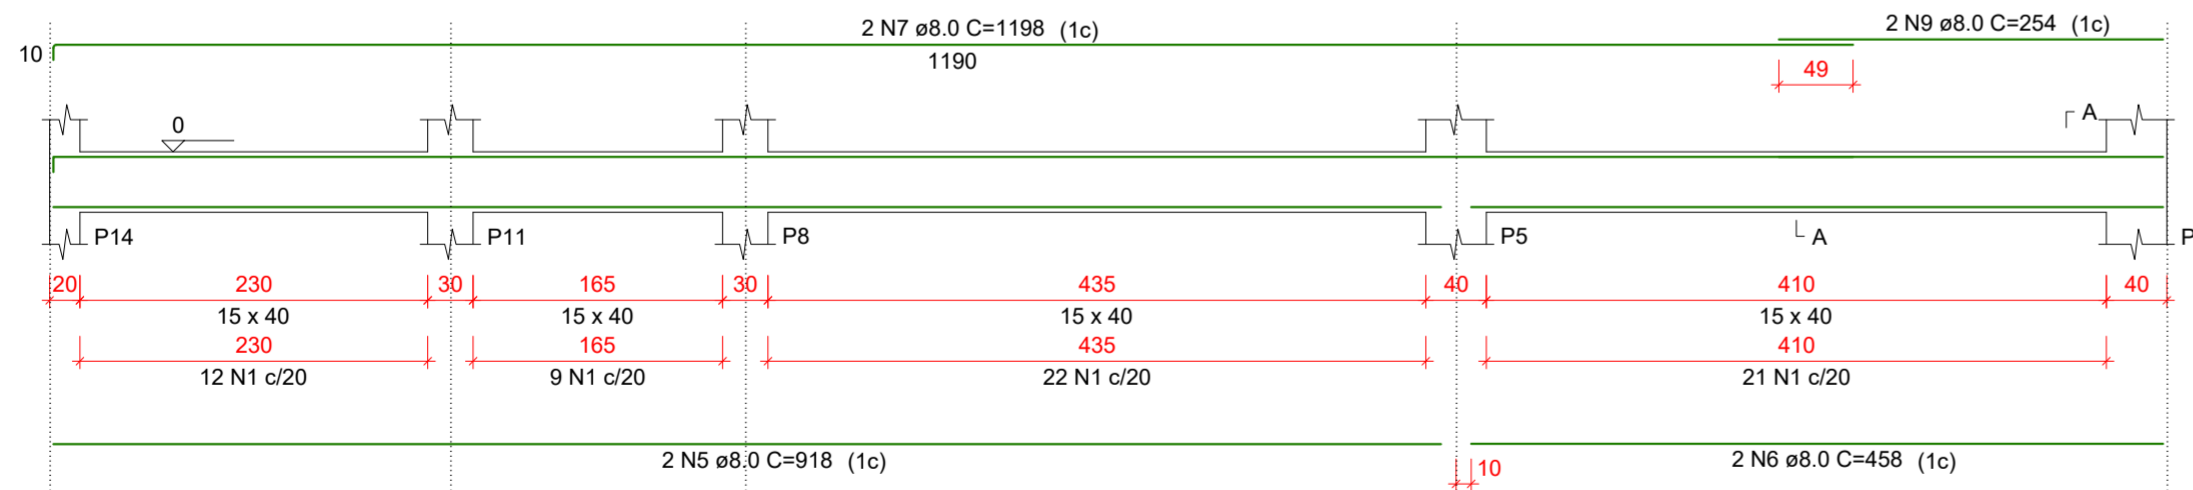 2 N7 ø8.0 C=1198 (1c)
2 N9 ø8.0 C=254 (1c)
10
1190
49
0
A
P14
P11
P8
P5
A
P
20 230 30 165 30 435 40 410 40
15 x 40 15 x 40 15 x 40 15 x 40
230 165 435 410
12 N1 c/20 9 N1 c/20 22 N1 c/20 21 N1 c/20
2 N5 ø8.0 C=918 (1c)
10
2 N6 ø8.0 C=458 (1c)